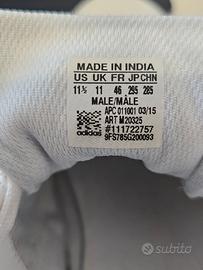 MADE IN INDIA
US UK FR JP CHN
11½ 11 46 295 285
MALE/MALE
APC 011001 03/15
ART M20325
#111722757
9FS785G200093
adidas
subito